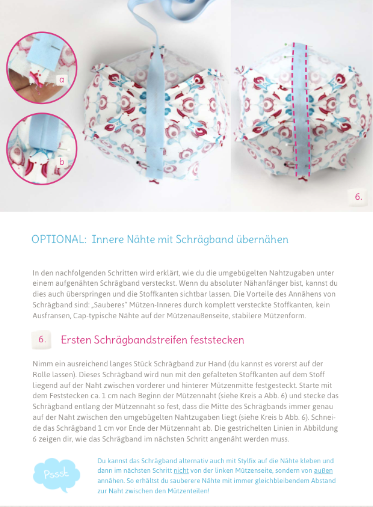 a
b
6.
OPTIONAL: Innere Nähte mit Schrägband übernähen
In den nachfolgenden Schritten wird erklärt, wie du die umgebügelten Nahtzugaben unter
einem aufgenähten Schrägband versteckst. Wenn du absoluter Nähanfänger bist, kannst du
dies auch überspringen und die Stoffkanten sichtbar lassen. Die Vorteile des Annähens von
Schrägband sind: „Sauberes“ Mützen-Inneres durch komplett versteckte Stoffkanten, kein
Ausfransen, Cap-typische Nähte auf der Mützenaußenseite, stabilere Mützenform.
6. Ersten Schrägbandstreifen feststecken
Nimm ein ausreichend langes Stück Schrägband zur Hand (du kannst es vorerst auf der
Rolle lassen). Dieses Schrägband wird nun mit den gefalteten Stoffkanten auf dem Stoff
liegend auf der Naht zwischen vorderer und hinterer Mützenmitte festgesteckt. Starte mit
dem Feststecken ca. 1 cm nach Beginn der Mützennaht (siehe Kreis a Abb. 6) und stecke das
Schrägband entlang der Mützennaht so fest, dass die Mitte des Schrägbands immer genau
auf der Naht zwischen den umgebügelten Nahtzugaben liegt (siehe Kreis b Abb. 6). Schnei-
de das Schrägband 1 cm vor Ende der Mützennaht ab. Die gestrichelten Linien in Abbildung
6 zeigen dir, wie das Schrägband im nächsten Schritt angenäht werden muss.
Pssst
Du kannst das Schrägband alternativ auch mit Stylfix auf die Nähte kleben und
dann im nächsten Schritt nicht von der linken Mützenseite, sondern von außen
annähen. So erhältst du sauberere Nähte mit immer gleichbleibendem Abstand
zur Naht zwischen den Mützenteilen!